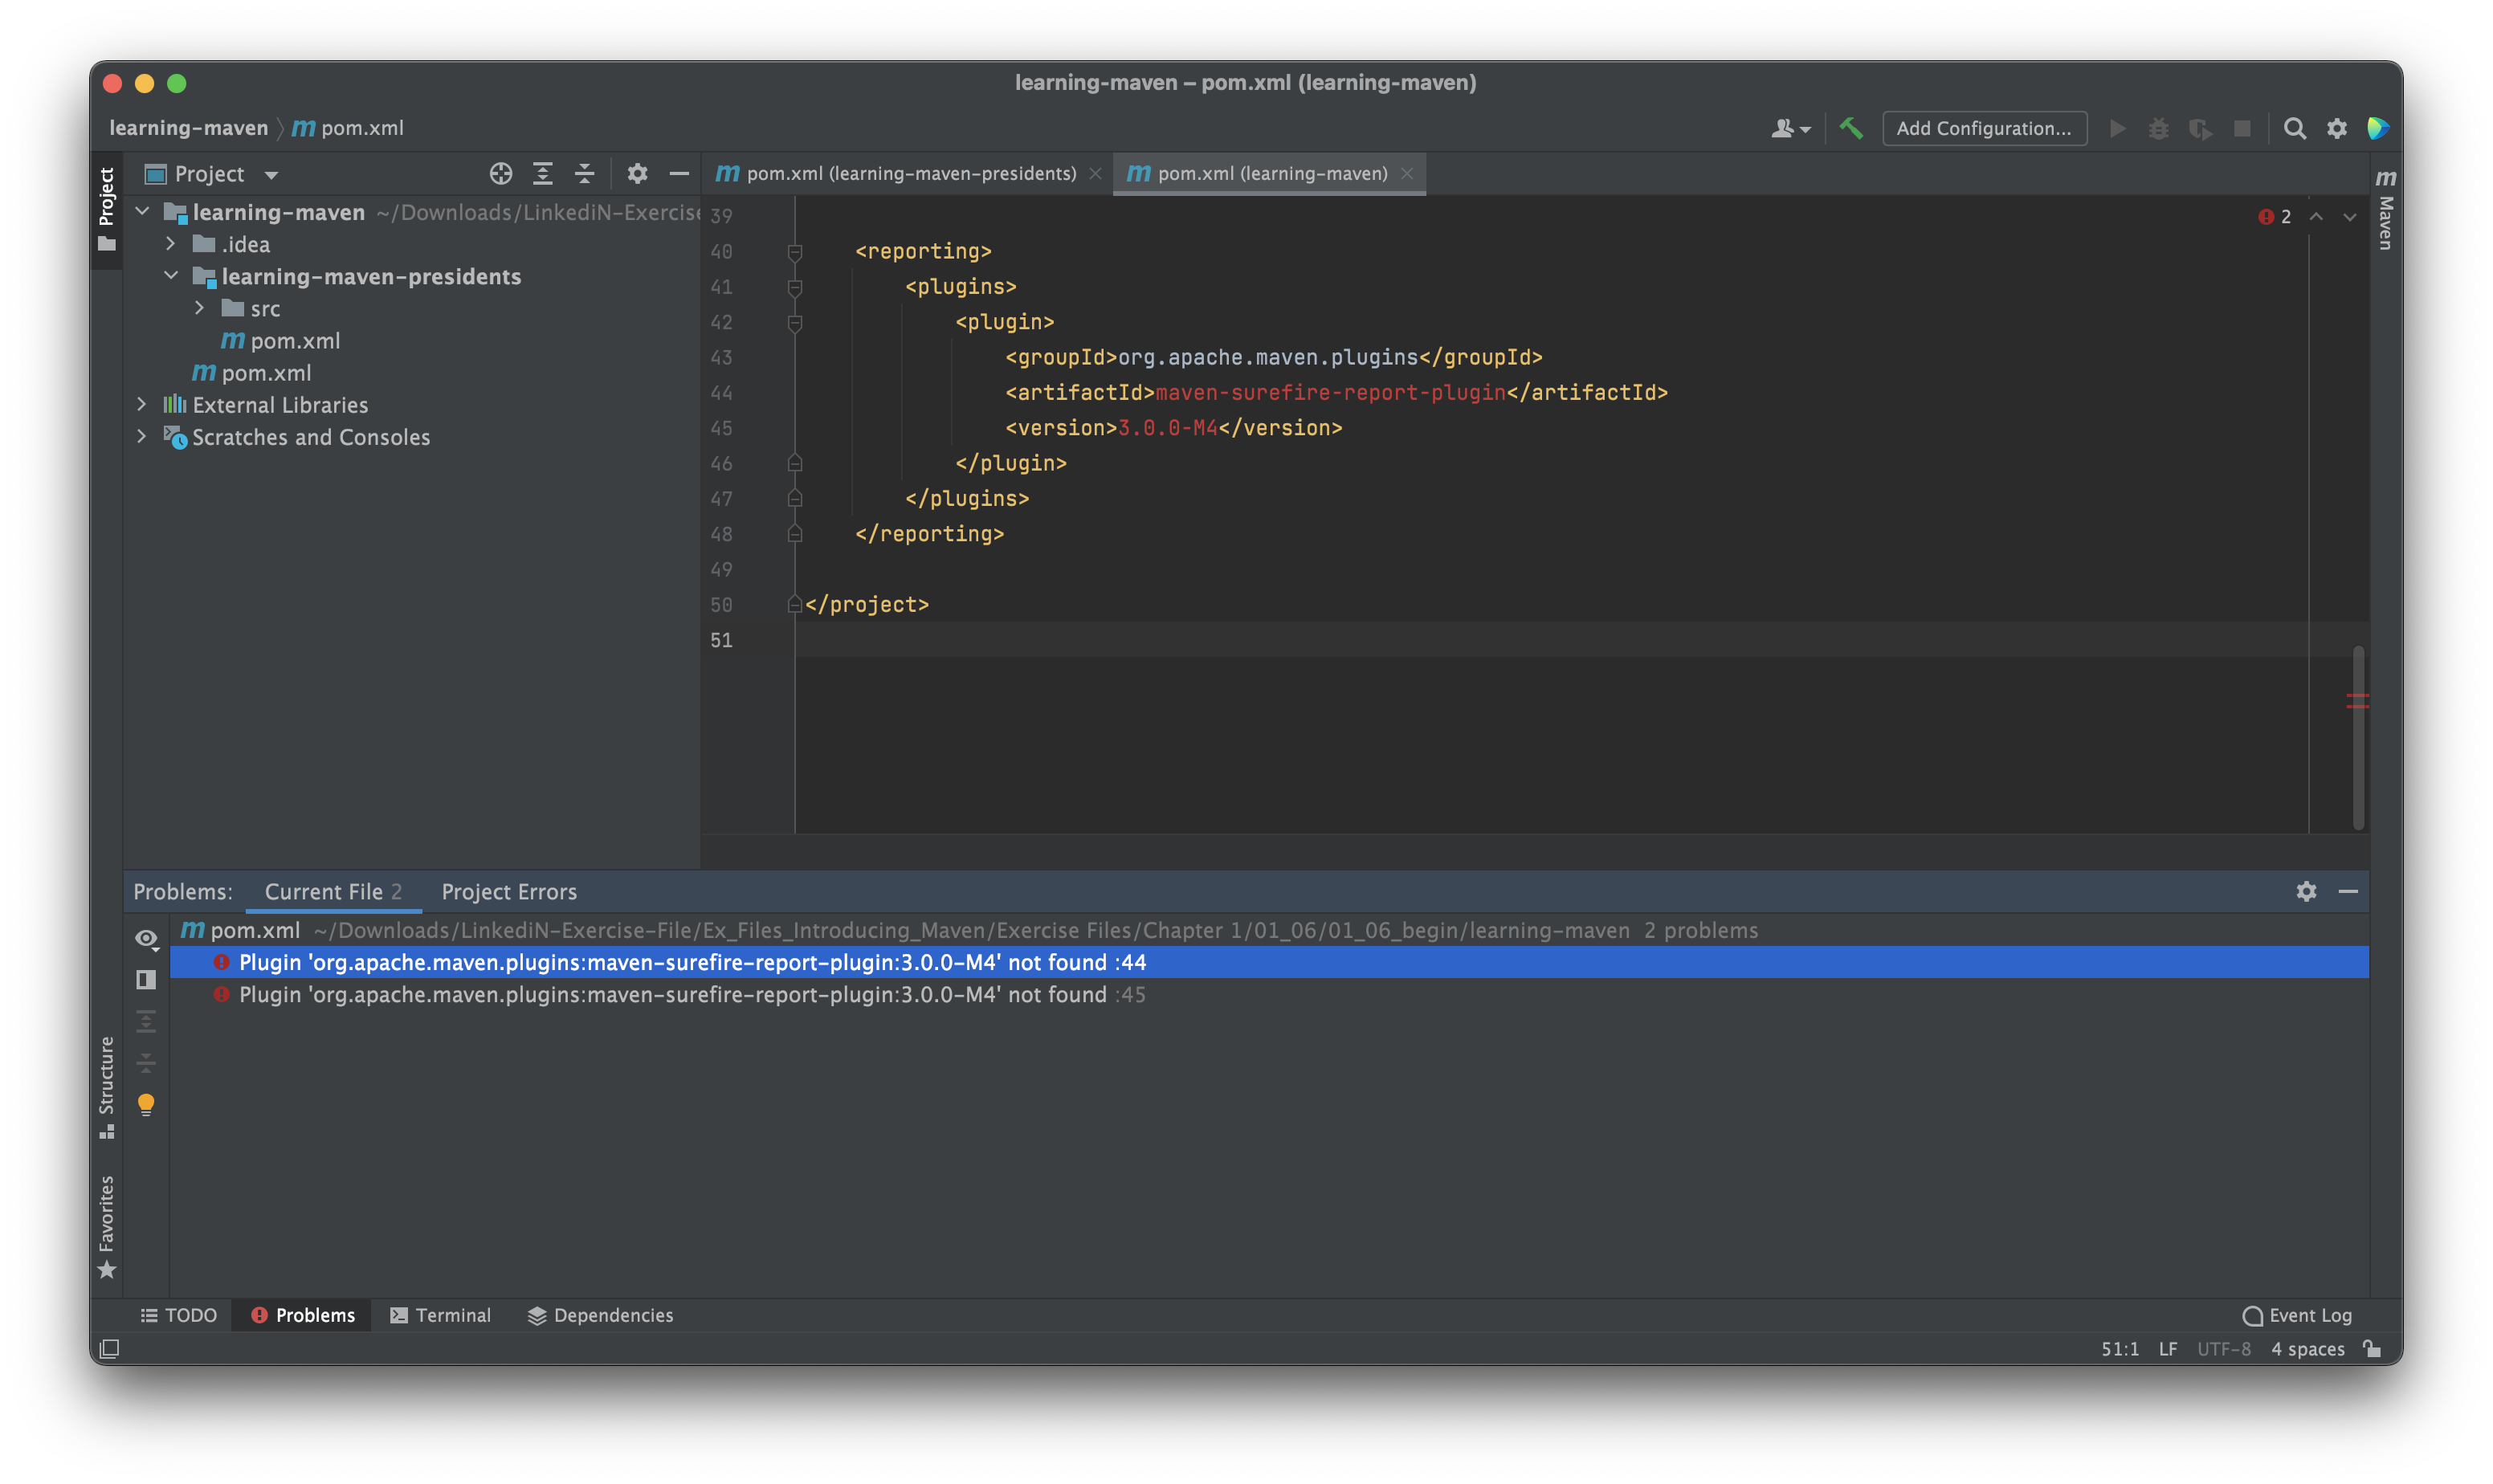 learning-maven – pom.xml (learning-maven)
learning-maven
m pom.xml
Add Configuration...
Project
Project
m pom.xml (learning-maven-presidents)
m pom.xml (learning-maven)
m Maven
learning-maven ~/Downloads/LinkediN-Exercise
.idea
learning-maven-presidents
src
m pom.xml
m pom.xml
External Libraries
Scratches and Consoles
2
39
40 <reporting>
41 <plugins>
42 <plugin>
43 <groupId>org.apache.maven.plugins</groupId>
44 <artifactId>maven-surefire-report-plugin</artifactId>
45 <version>3.0.0-M4</version>
46 </plugin>
47 </plugins>
48 </reporting>
49
50 </project>
51
Problems: Current File 2 Project Errors
m pom.xml ~/Downloads/LinkediN-Exercise-File/Ex_Files_Introducing_Maven/Exercise Files/Chapter 1/01_06/01_06_begin/learning-maven 2 problems
Plugin 'org.apache.maven.plugins:maven-surefire-report-plugin:3.0.0-M4' not found :44
Plugin 'org.apache.maven.plugins:maven-surefire-report-plugin:3.0.0-M4' not found :45
Structure
Favorites
TODO Problems Terminal Dependencies Event Log
51:1 LF UTF-8 4 spaces